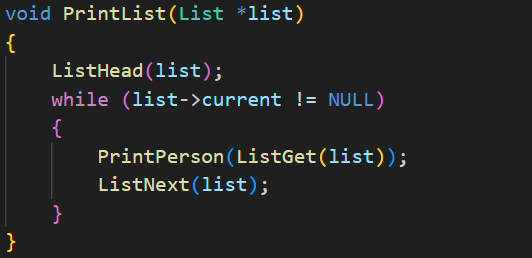 void PrintList(List *list)
{
    ListHead(list);
    while (list->current != NULL)
    {
        PrintPerson(ListGet(list));
        ListNext(list);
    }
}